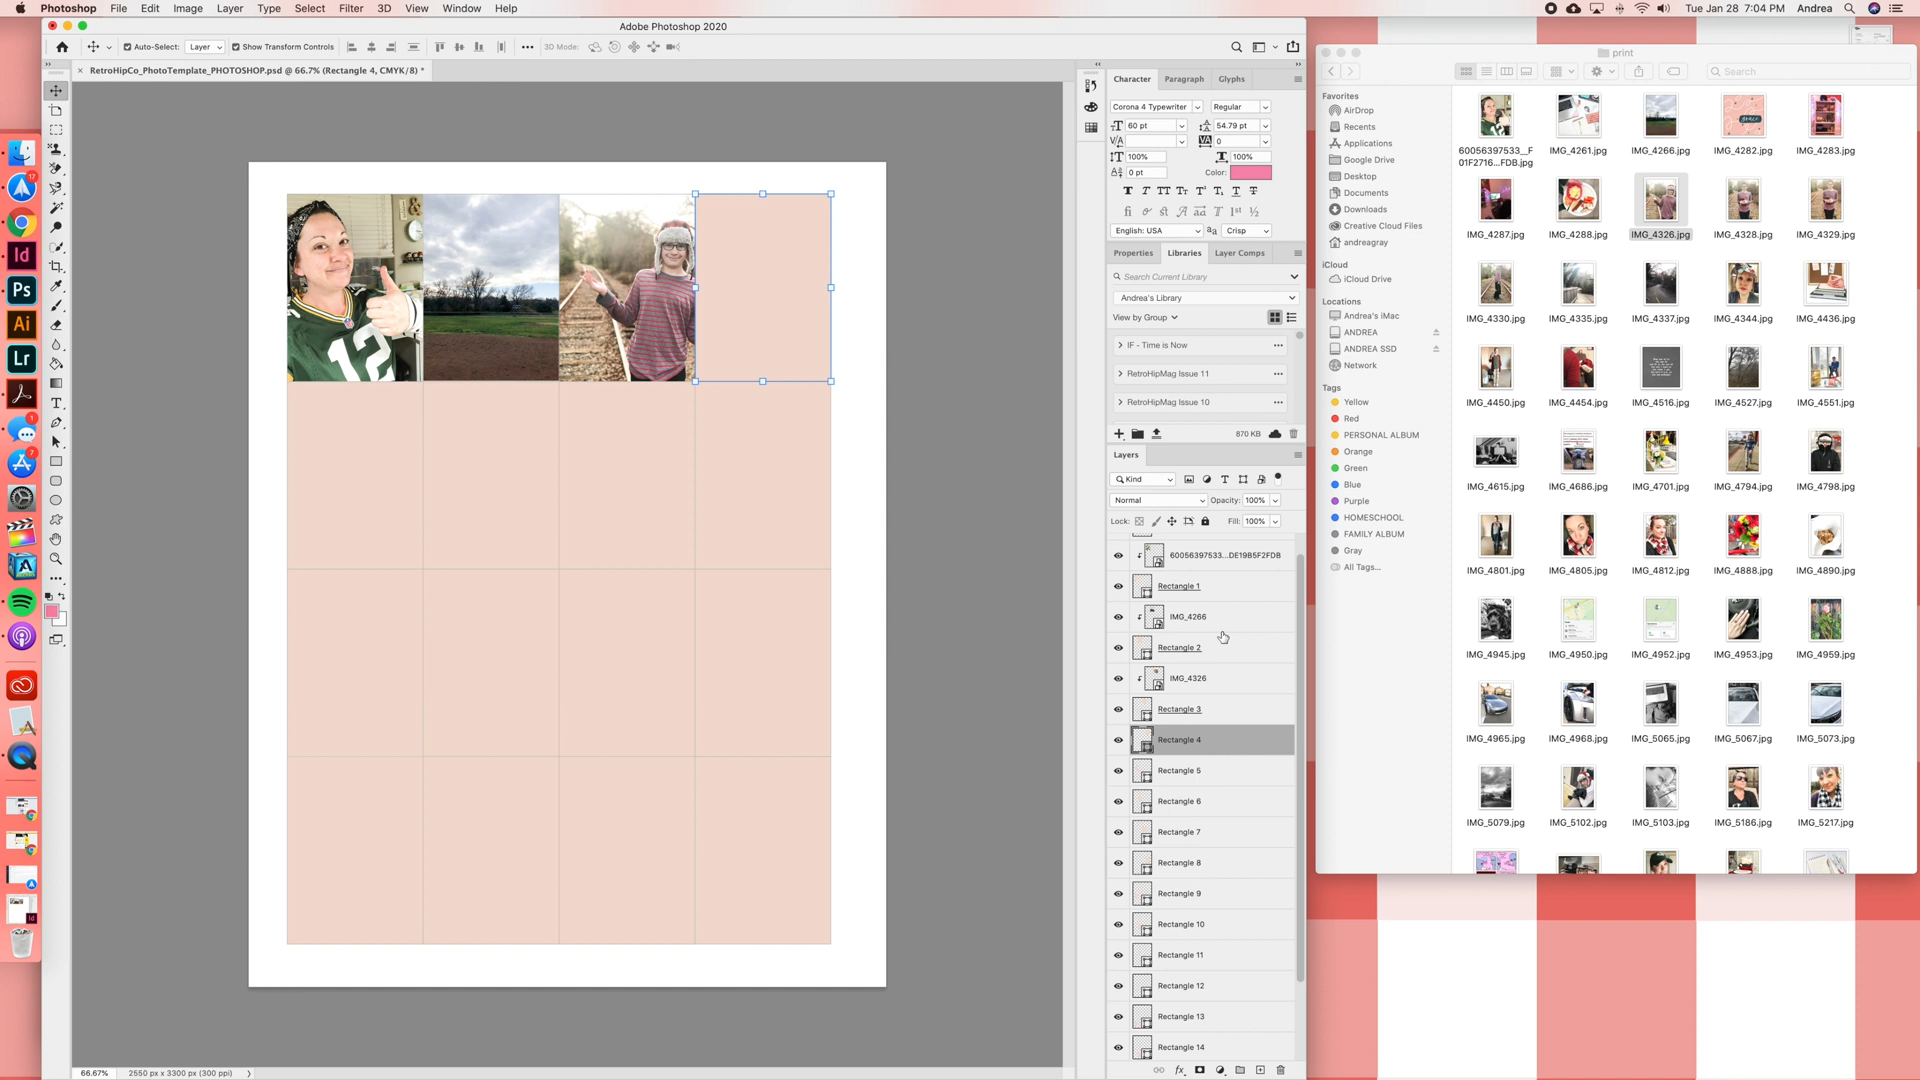 Photoshop File Edit Image Layer Type Select Filter 3D View Window Help
Tue Jan 28 7:04 PM Andrea
Adobe Photoshop 2020
Auto-Select: Layer Show Transform Controls 3D Mode:
RetroHipCo_PhotoTemplate_PHOTOSHOP.psd @ 66.7% (Rectangle 4, CMYK/8) *
Character Paragraph Glyphs
Corona 4 Typewriter Regular
60 pt 54.79 pt
0
100% 100%
0 pt Color:
English: USA Crisp
Properties Libraries Layer Comps
Search Current Library
Andrea's Library
View by Group
IF - Time is Now
RetroHipMag Issue 11
RetroHipMag Issue 10
870 KB
Layers
Kind
Normal Opacity: 100%
Lock: Fill: 100%
60056397533...DE19B5F2FDB
Rectangle 1
IMG_4266
Rectangle 2
IMG_4326
Rectangle 3
Rectangle 4
Rectangle 5
Rectangle 6
Rectangle 7
Rectangle 8
Rectangle 9
Rectangle 10
Rectangle 11
Rectangle 12
Rectangle 13
Rectangle 14
66.67% 2550 px x 3300 px (300 ppi)
12
print
Search
Favorites
AirDrop
Recents
Applications
Google Drive
Desktop
Documents
Downloads
Creative Cloud Files
andreagray
iCloud
iCloud Drive
Locations
Andrea's iMac
ANDREA
ANDREA SSD
Network
Tags
Yellow
Red
PERSONAL ALBUM
Orange
Green
Blue
Purple
HOMESCHOOL
FAMILY ALBUM
Gray
All Tags...
60056397533__F01F2716...FDB.jpg IMG_4261.jpg IMG_4266.jpg IMG_4282.jpg IMG_4283.jpg
IMG_4287.jpg IMG_4288.jpg IMG_4326.jpg IMG_4328.jpg IMG_4329.jpg
IMG_4330.jpg IMG_4335.jpg IMG_4337.jpg IMG_4344.jpg IMG_4436.jpg
IMG_4450.jpg IMG_4454.jpg IMG_4516.jpg IMG_4527.jpg IMG_4551.jpg
IMG_4615.jpg IMG_4686.jpg IMG_4701.jpg IMG_4794.jpg IMG_4798.jpg
IMG_4801.jpg IMG_4805.jpg IMG_4812.jpg IMG_4888.jpg IMG_4890.jpg
IMG_4945.jpg IMG_4950.jpg IMG_4952.jpg IMG_4953.jpg IMG_4959.jpg
IMG_4965.jpg IMG_4968.jpg IMG_5065.jpg IMG_5067.jpg IMG_5073.jpg
IMG_5079.jpg IMG_5102.jpg IMG_5103.jpg IMG_5186.jpg IMG_5217.jpg